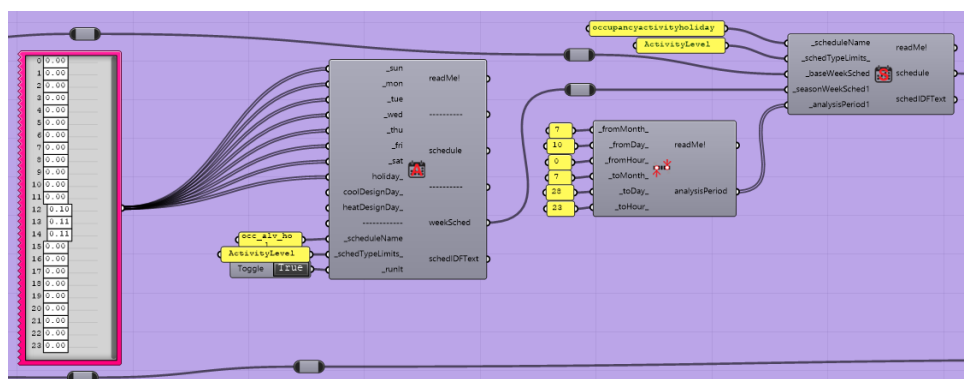 0 0.00
1 0.00
2 0.00
3 0.00
4 0.00
5 0.00
6 0.00
7 0.00
8 0.00
9 0.00
10 0.00
11 0.00
12 0.10
13 0.11
14 0.11
15 0.00
16 0.00
17 0.00
18 0.00
19 0.00
20 0.00
21 0.00
22 0.00
23 0.00
occ_alv_ho
l
ActivityLevel
Toggle True
_sun
_mon
_tue
_wed
_thu
_fri
_sat
holiday_
coolDesignDay_
heatDesignDay_
------------
_scheduleName
_schedTypeLimits_
_runIt
readMe!
----------
schedule
----------
weekSched
schedIDFText
7
10
0
7
28
23
_fromMonth_
_fromDay_
_fromHour_
_toMonth_
_toDay_
_toHour_
readMe!
analysisPeriod
occupancyactivityholiday
ActivityLevel
_scheduleName
_schedTypeLimits_
_baseWeekSched
_seasonWeekSched1
_analysisPeriod1
readMe!
schedule
schedIDFText